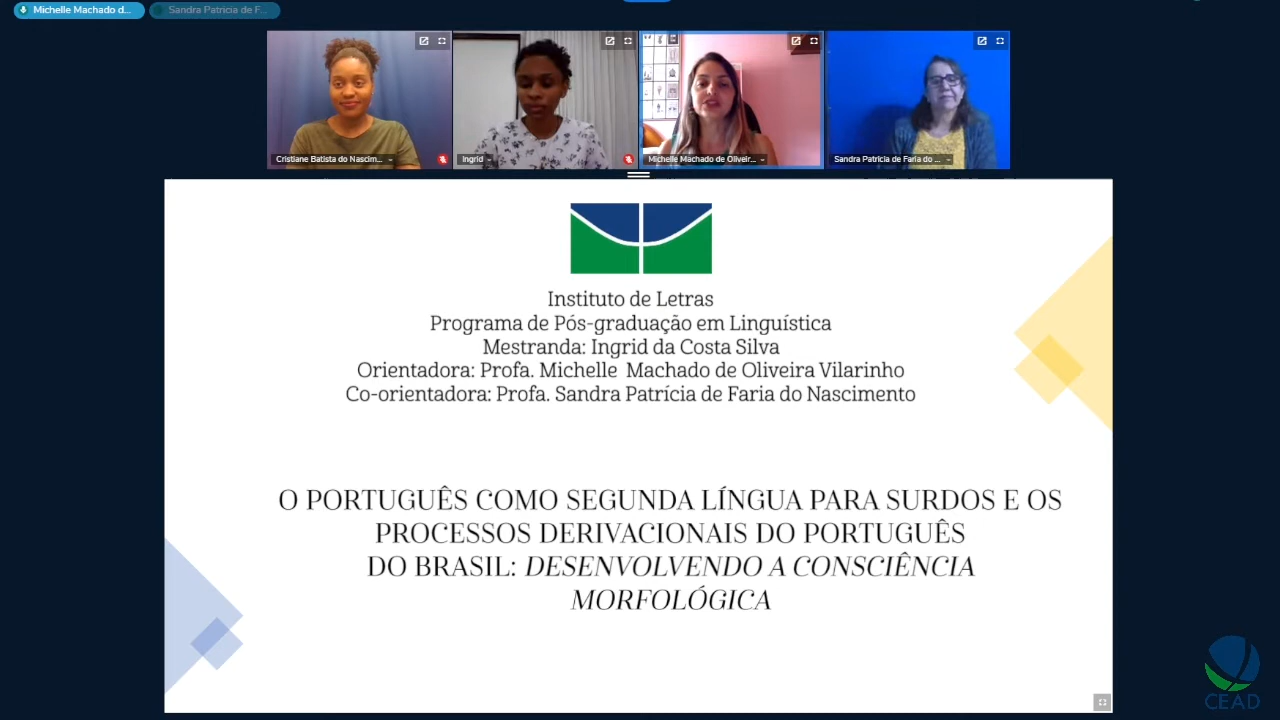 Michelle Machado d...
Sandra Patricia de F...
Cristiane Batista do Nascim...
Ingrid
Michelle Machado de Oliveir...
Sandra Patrícia de Faria do ...
Instituto de Letras
Programa de Pós-graduação em Linguística
Mestranda: Ingrid da Costa Silva
Orientadora: Profa. Michelle Machado de Oliveira Vilarinho
Co-orientadora: Profa. Sandra Patrícia de Faria do Nascimento
O PORTUGUÊS COMO SEGUNDA LÍNGUA PARA SURDOS E OS
PROCESSOS DERIVACIONAIS DO PORTUGUÊS
DO BRASIL: DESENVOLVENDO A CONSCIÊNCIA
MORFOLÓGICA
CEAD